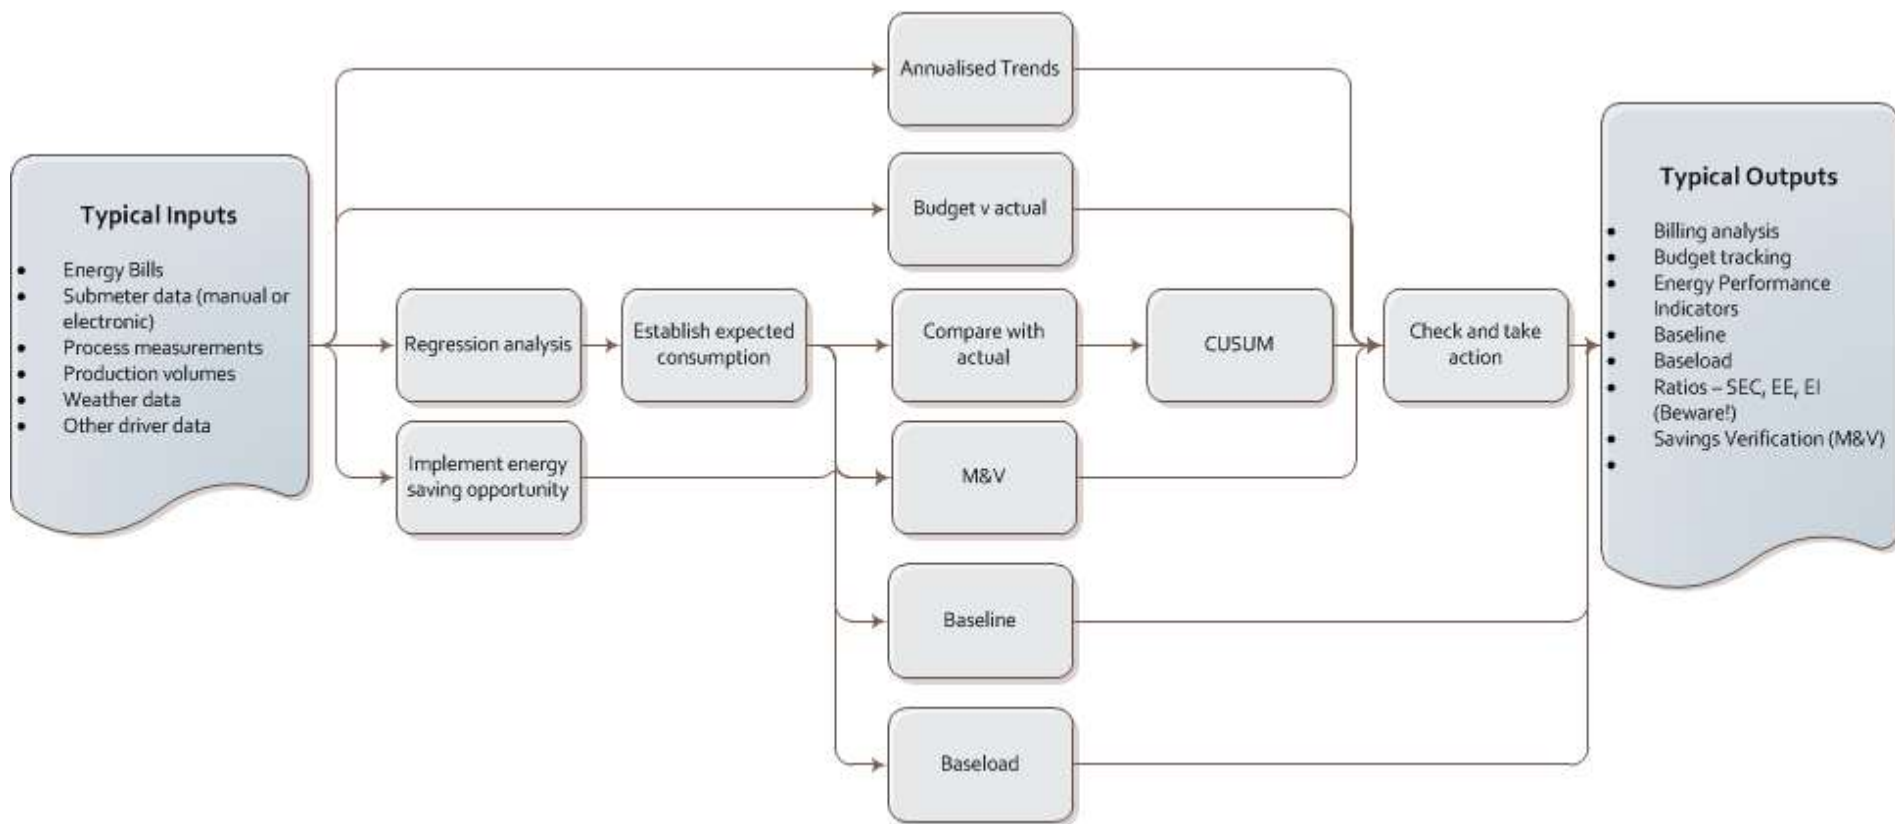 Typical Inputs
• Energy Bills
• Submeter data (manual or
electronic)
• Process measurements
• Production volumes
• Weather data
• Other driver data
Annualised Trends
Budget v actual
Regression analysis
Establish expected
consumption
Compare with
actual
CUSUM
Check and take
action
Implement energy
saving opportunity
M&V
Baseline
Baseload
Typical Outputs
• Billing analysis
• Budget tracking
• Energy Performance
Indicators
• Baseline
• Baseload
• Ratios – SEC, EE, EI
(Beware!)
• Savings Verification (M&V)
•